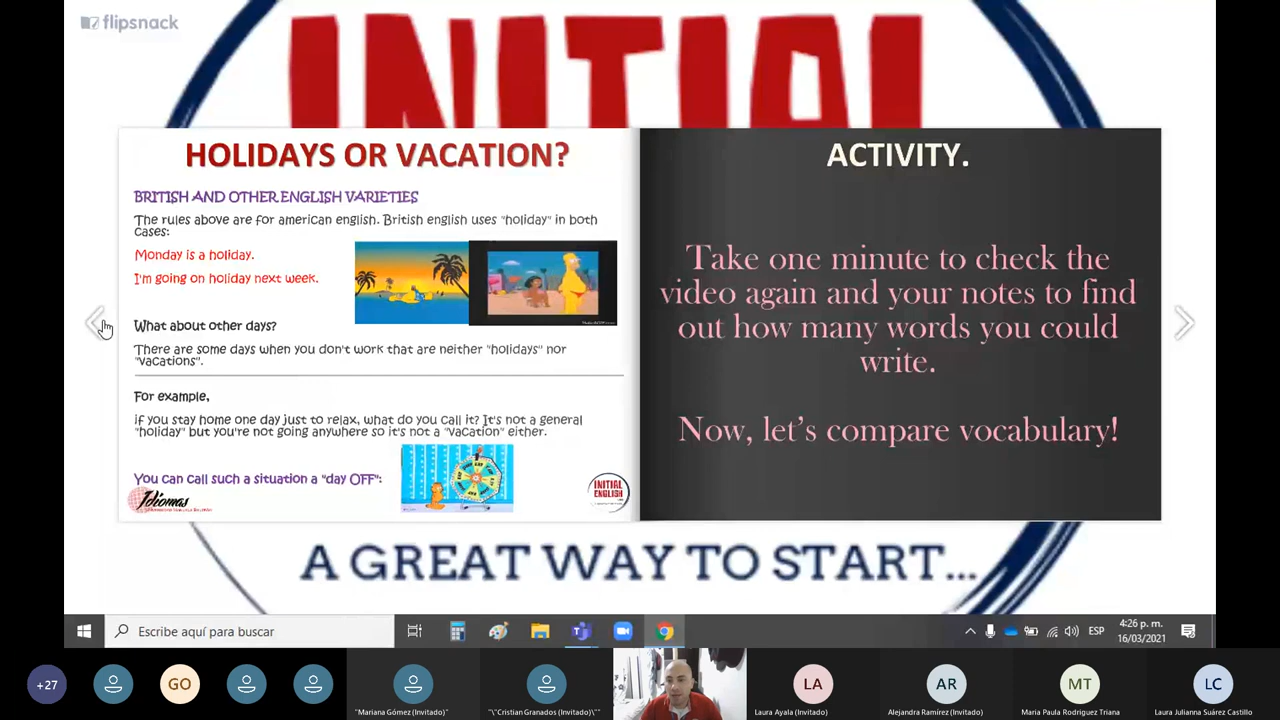 flipsnack
INITIAL
HOLIDAYS OR VACATION?
BRITISH AND OTHER ENGLISH VARIETIES
The rules above are for american english. British english uses "holiday" in both
cases:
Monday is a holiday.
I'm going on holiday next week.
What about other days?
There are some days when you don't work that are neither "holidays" nor
"vacations".
For example,
if you stay home one day just to relax, what do you call it? It's not a general
"holiday" but you're not going anywhere so it's not a "vacation" either.
You can call such a situation a "day OFF":
Idiomas
INITIAL
ENGLISH
ACTIVITY.
Take one minute to check the
video again and your notes to find
out how many words you could
write.
Now, let's compare vocabulary!
A GREAT WAY TO START...
Escribe aquí para buscar
ESP
4:26 p. m.
16/03/2021
+27
GO
"Mariana Gómez (Invitado)"
"\"Cristian Granados (Invitado)\""
LA
Laura Ayala (Invitado)
AR
Alejandra Ramírez (Invitado)
MT
Maria Paula Rodriguez Triana
LC
Laura Julianna Suárez Castillo